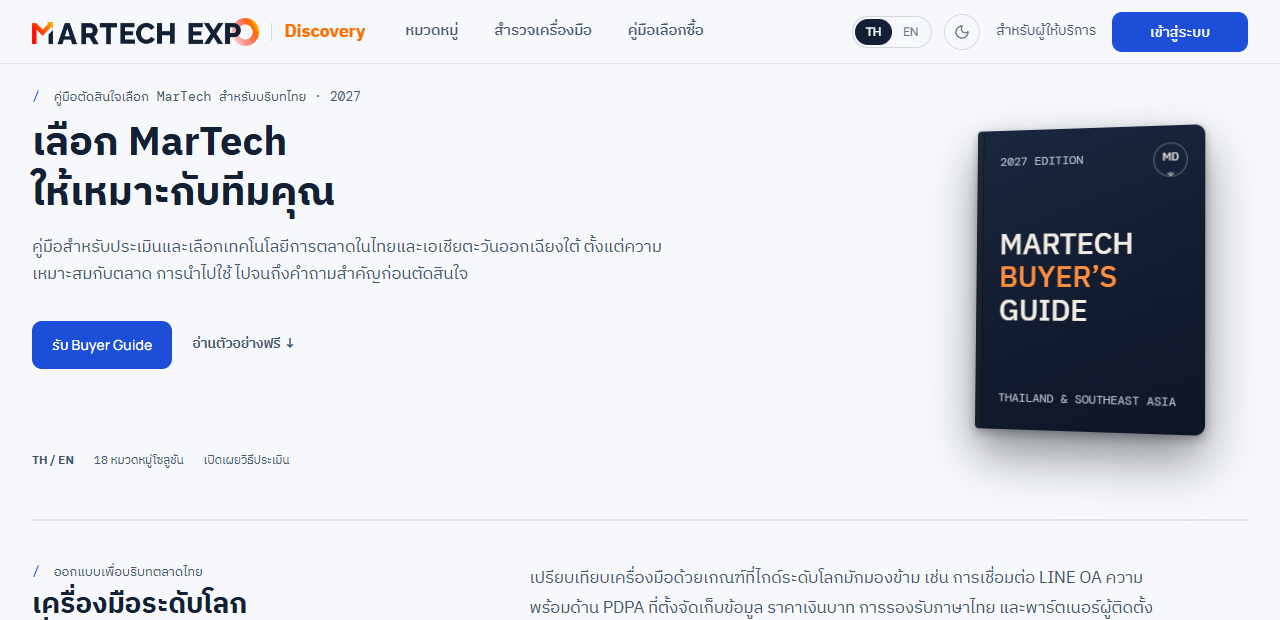 MARTECH EXPO Discovery หมวดหมู่ สำรวจเครื่องมือ คู่มือเลือกซื้อ TH EN สำหรับผู้ให้บริการ เข้าสู่ระบบ
/ คู่มือตัดสินใจเลือก MarTech สำหรับบริบทไทย · 2027
เลือก MarTech
ให้เหมาะกับทีมคุณ
คู่มือสำหรับประเมินและเลือกเทคโนโลยีการตลาดในไทยและเอเชียตะวันออกเฉียงใต้ ตั้งแต่ความ
เหมาะสมกับตลาด การนำไปใช้ ไปจนถึงคำถามสำคัญก่อนตัดสินใจ
รับ Buyer Guide อ่านตัวอย่างฟรี ↓
TH / EN 18 หมวดหมู่โซลูชัน เปิดเผยวิธีประเมิน
2027 EDITION MD
MARTECH
BUYER’S
GUIDE
THAILAND & SOUTHEAST ASIA
/ ออกแบบเพื่อบริบทตลาดไทย
เครื่องมือระดับโลก
เปรียบเทียบเครื่องมือด้วยเกณฑ์ที่ไกด์ระดับโลกมักมองข้าม เช่น การเชื่อมต่อ LINE OA ความ
พร้อมด้าน PDPA ที่ตั้งจัดเก็บข้อมูล ราคาเงินบาท การรองรับภาษาไทย และพาร์ตเนอร์ผู้ติดตั้ง